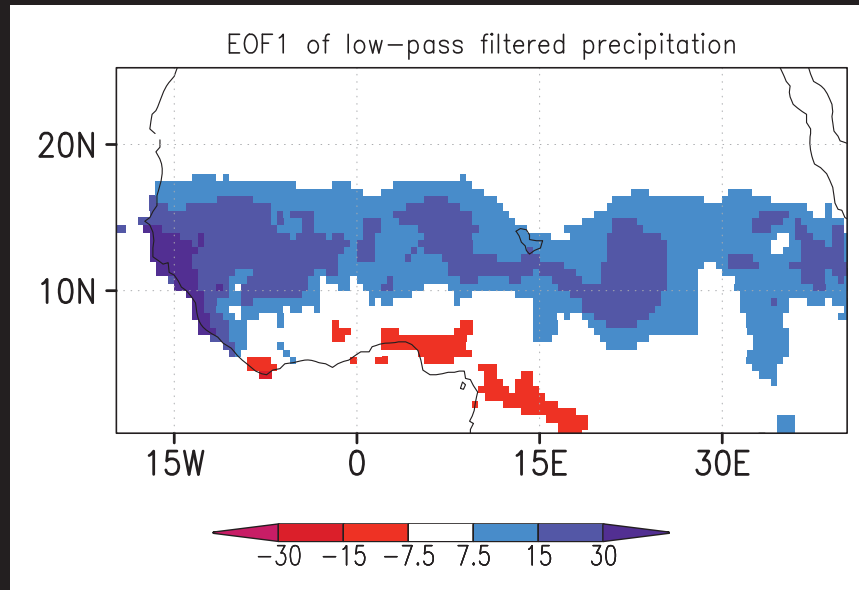 EOF1 of low-pass filtered precipitation
20N
10N
15W 0 15E 30E
-30 -15 -7.5 7.5 15 30